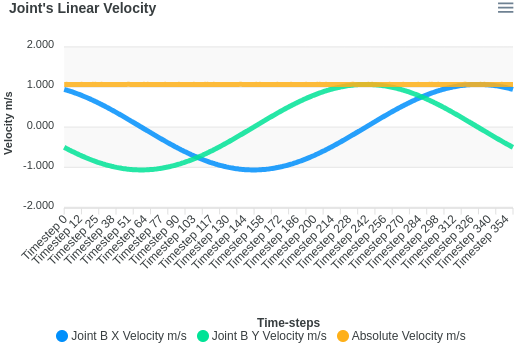 Joint's Linear Velocity
2.000
1.000
0.000
-1.000
-2.000
Velocity m/s
Timestep 0
Timestep 12
Timestep 25
Timestep 38
Timestep 51
Timestep 64
Timestep 77
Timestep 90
Timestep 103
Timestep 117
Timestep 130
Timestep 144
Timestep 158
Timestep 172
Timestep 186
Timestep 200
Timestep 214
Timestep 228
Timestep 242
Timestep 256
Timestep 270
Timestep 284
Timestep 298
Timestep 312
Timestep 326
Timestep 340
Timestep 354
Time-steps
Joint B X Velocity m/s Joint B Y Velocity m/s Absolute Velocity m/s